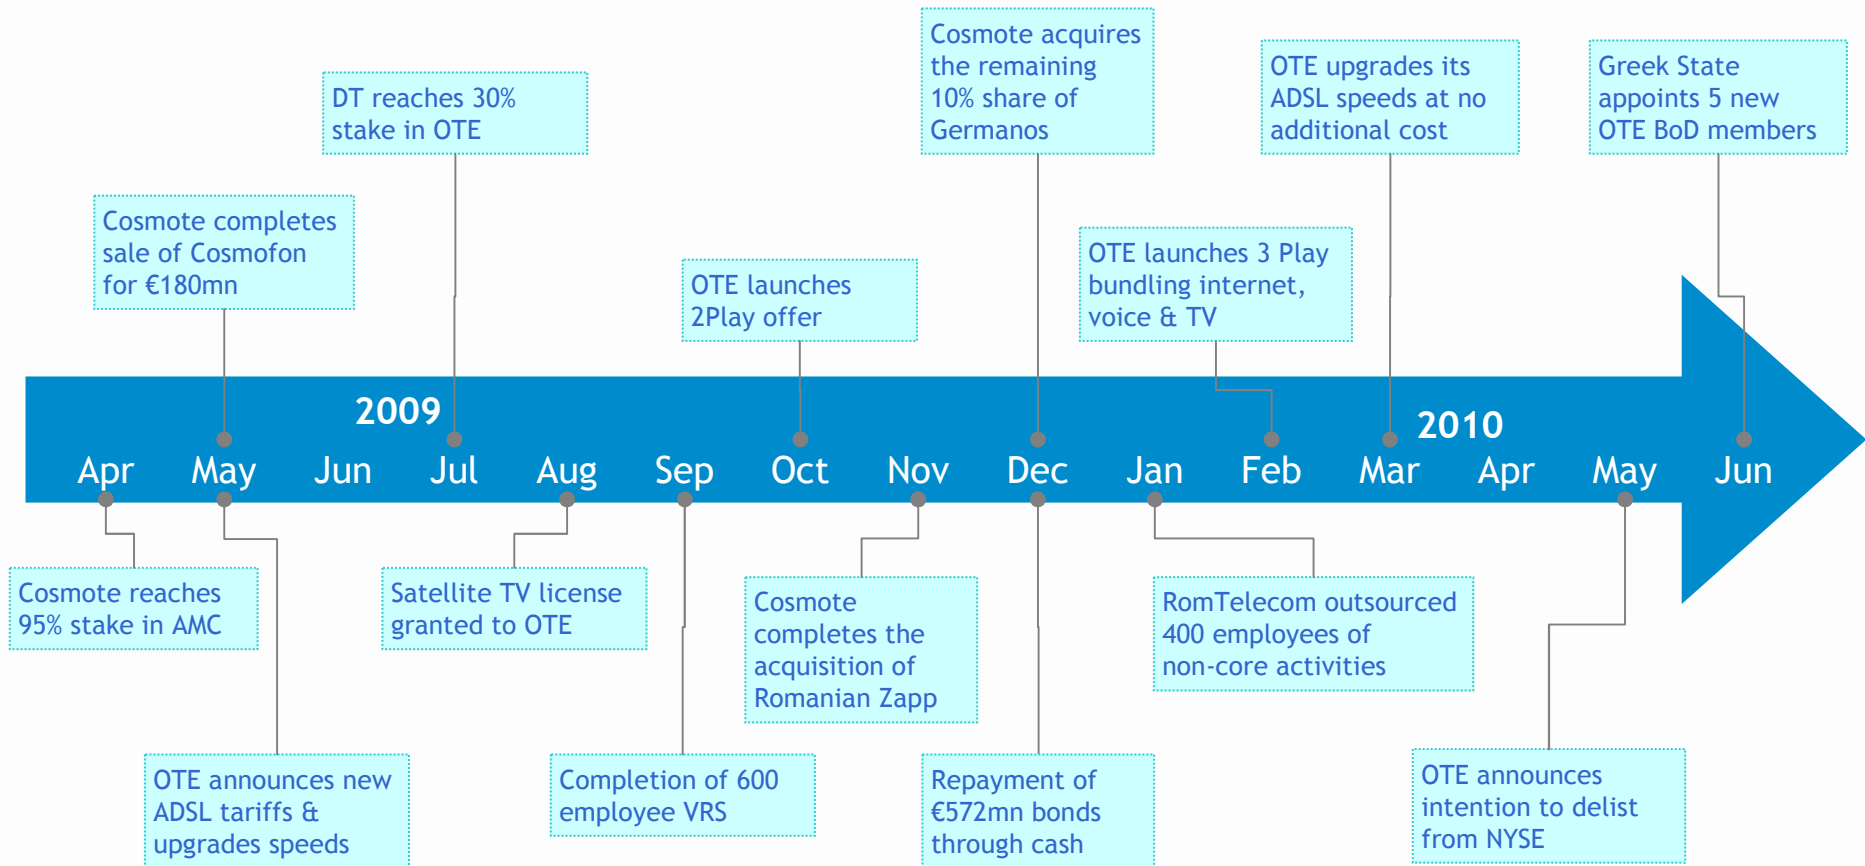 Cosmote acquires
the remaining
10% share of
Germanos
OTE upgrades its
ADSL speeds at no
additional cost
Greek State
appoints 5 new
OTE BoD members
DT reaches 30%
stake in OTE
Cosmote completes
sale of Cosmofon
for €180mn
OTE launches
2Play offer
OTE launches 3 Play
bundling internet,
voice & TV
2009
2010
Apr May Jun Jul Aug Sep Oct Nov Dec Jan Feb Mar Apr May Jun
Cosmote reaches
95% stake in AMC
Satellite TV license
granted to OTE
Cosmote
completes the
acquisition of
Romanian Zapp
RomTelecom outsourced
400 employees of
non-core activities
OTE announces new
ADSL tariffs &
upgrades speeds
Completion of 600
employee VRS
Repayment of
€572mn bonds
through cash
OTE announces
intention to delist
from NYSE